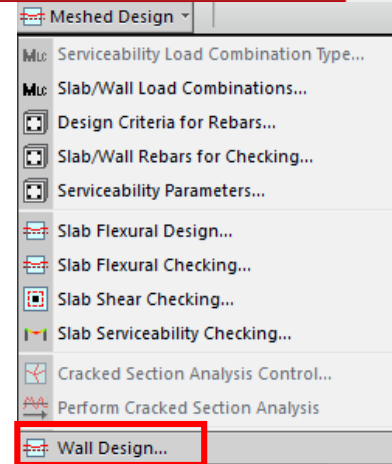 Meshed Design
MLC Serviceability Load Combination Type...
MLC Slab/Wall Load Combinations...
Design Criteria for Rebars...
Slab/Wall Rebars for Checking...
Serviceability Parameters...
Slab Flexural Design...
Slab Flexural Checking...
Slab Shear Checking...
Slab Serviceability Checking...
Cracked Section Analysis Control...
Perform Cracked Section Analysis
Wall Design...